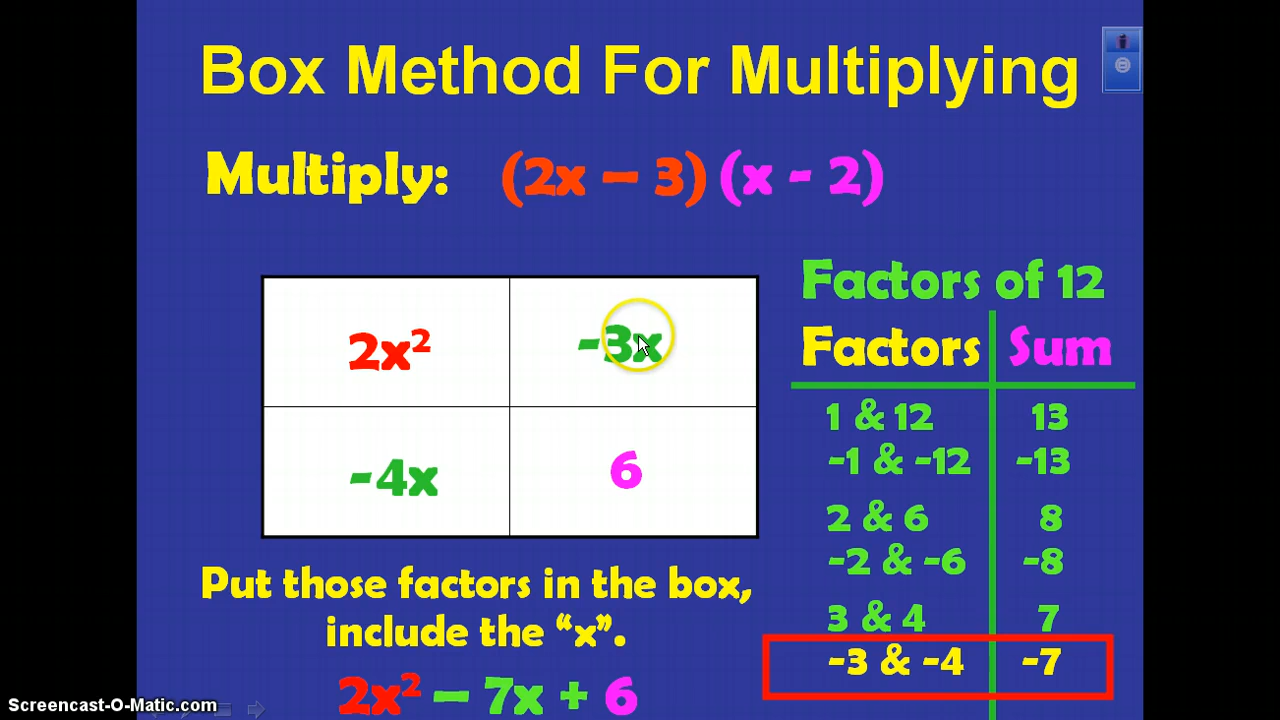 Box Method For Multiplying
Multiply: (2x – 3) (x - 2)
2x² -3x
-4x 6
Factors of 12
Factors Sum
1 & 12 13
-1 & -12 -13
2 & 6 8
-2 & -6 -8
3 & 4 7
-3 & -4 -7
Put those factors in the box,
include the “x”.
2x² – 7x + 6
Screencast-O-Matic.com